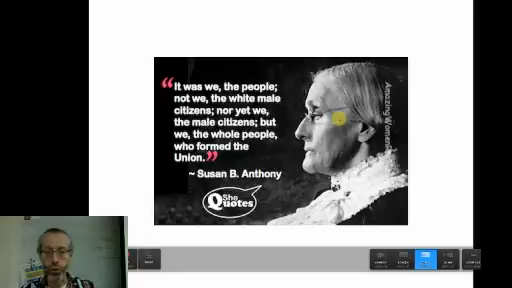 “It was we, the people;
not we, the white male
citizens; nor yet we,
the male citizens; but
we, the whole people,
who formed the
Union.”
~ Susan B. Anthony
She
Quotes
Amazing Women